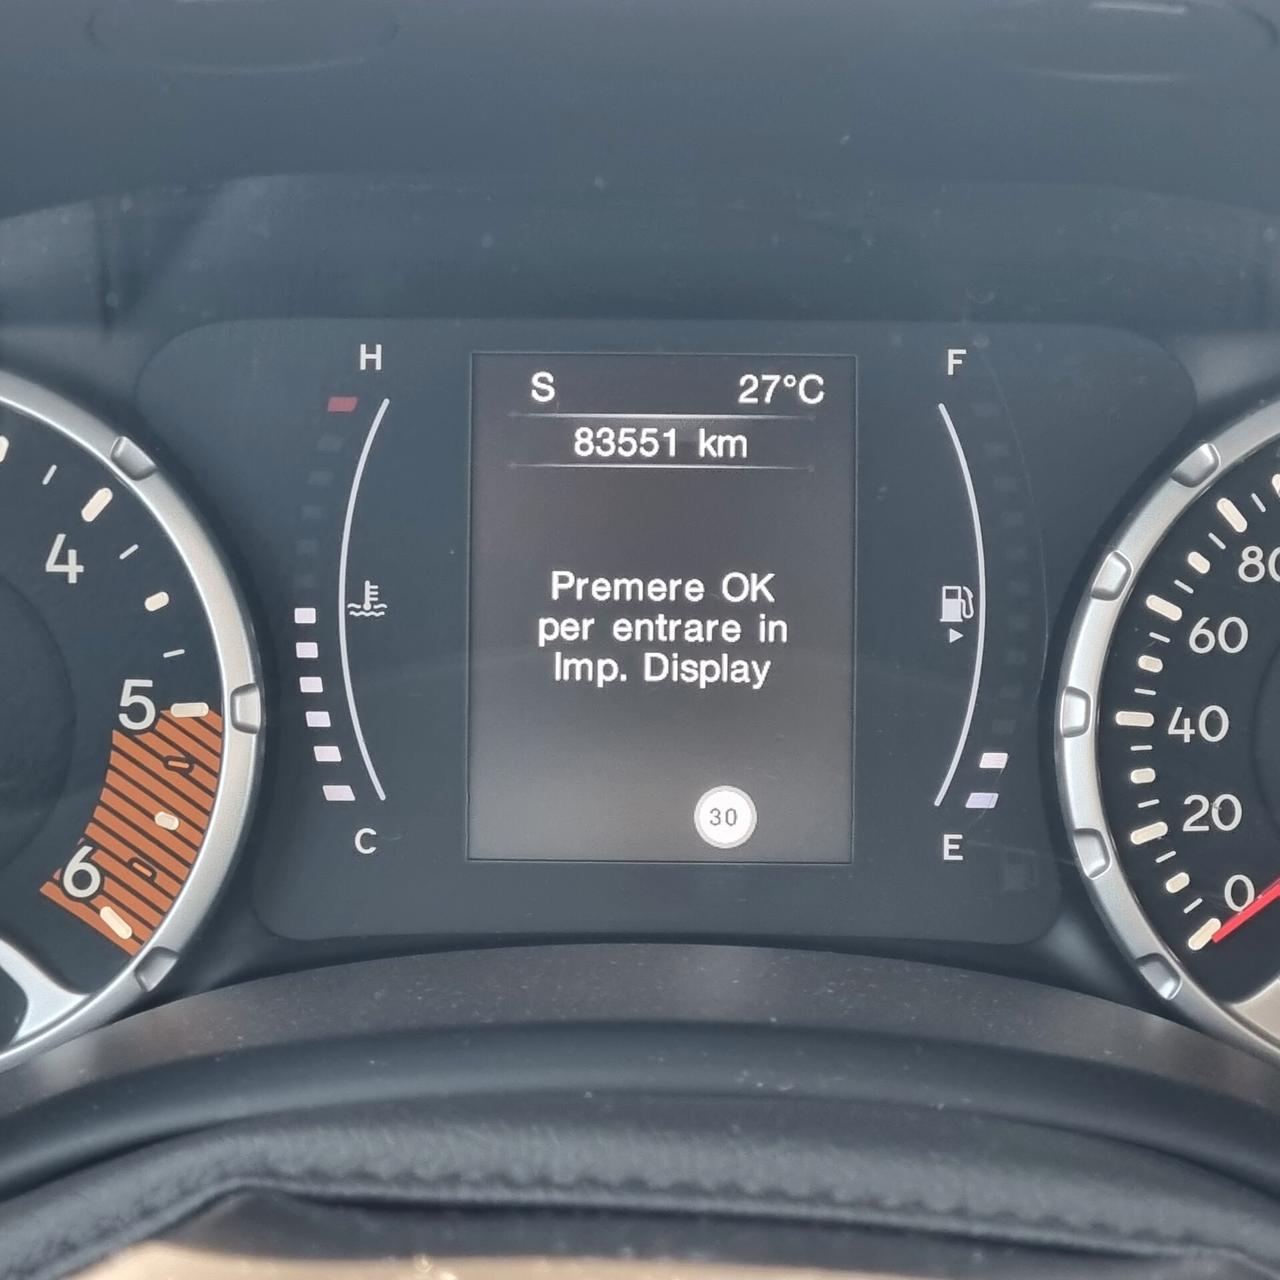 H
F
S 27°C
83551 km
Premere OK
per entrare in
Imp. Display
30
C
E
4
5
6
80
60
40
20
0